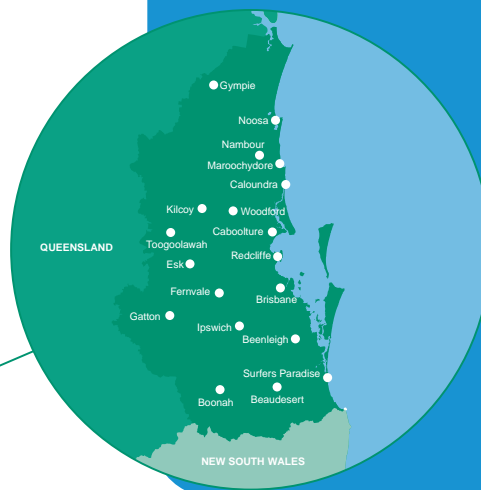 Gympie
Noosa
Nambour
Maroochydore
Caloundra
Kilcoy
Woodford
Caboolture
Toogoolawah
QUEENSLAND
Redcliffe
Esk
Fernvale
Brisbane
Gatton
Ipswich
Beenleigh
Surfers Paradise
Boonah
Beaudesert
NEW SOUTH WALES